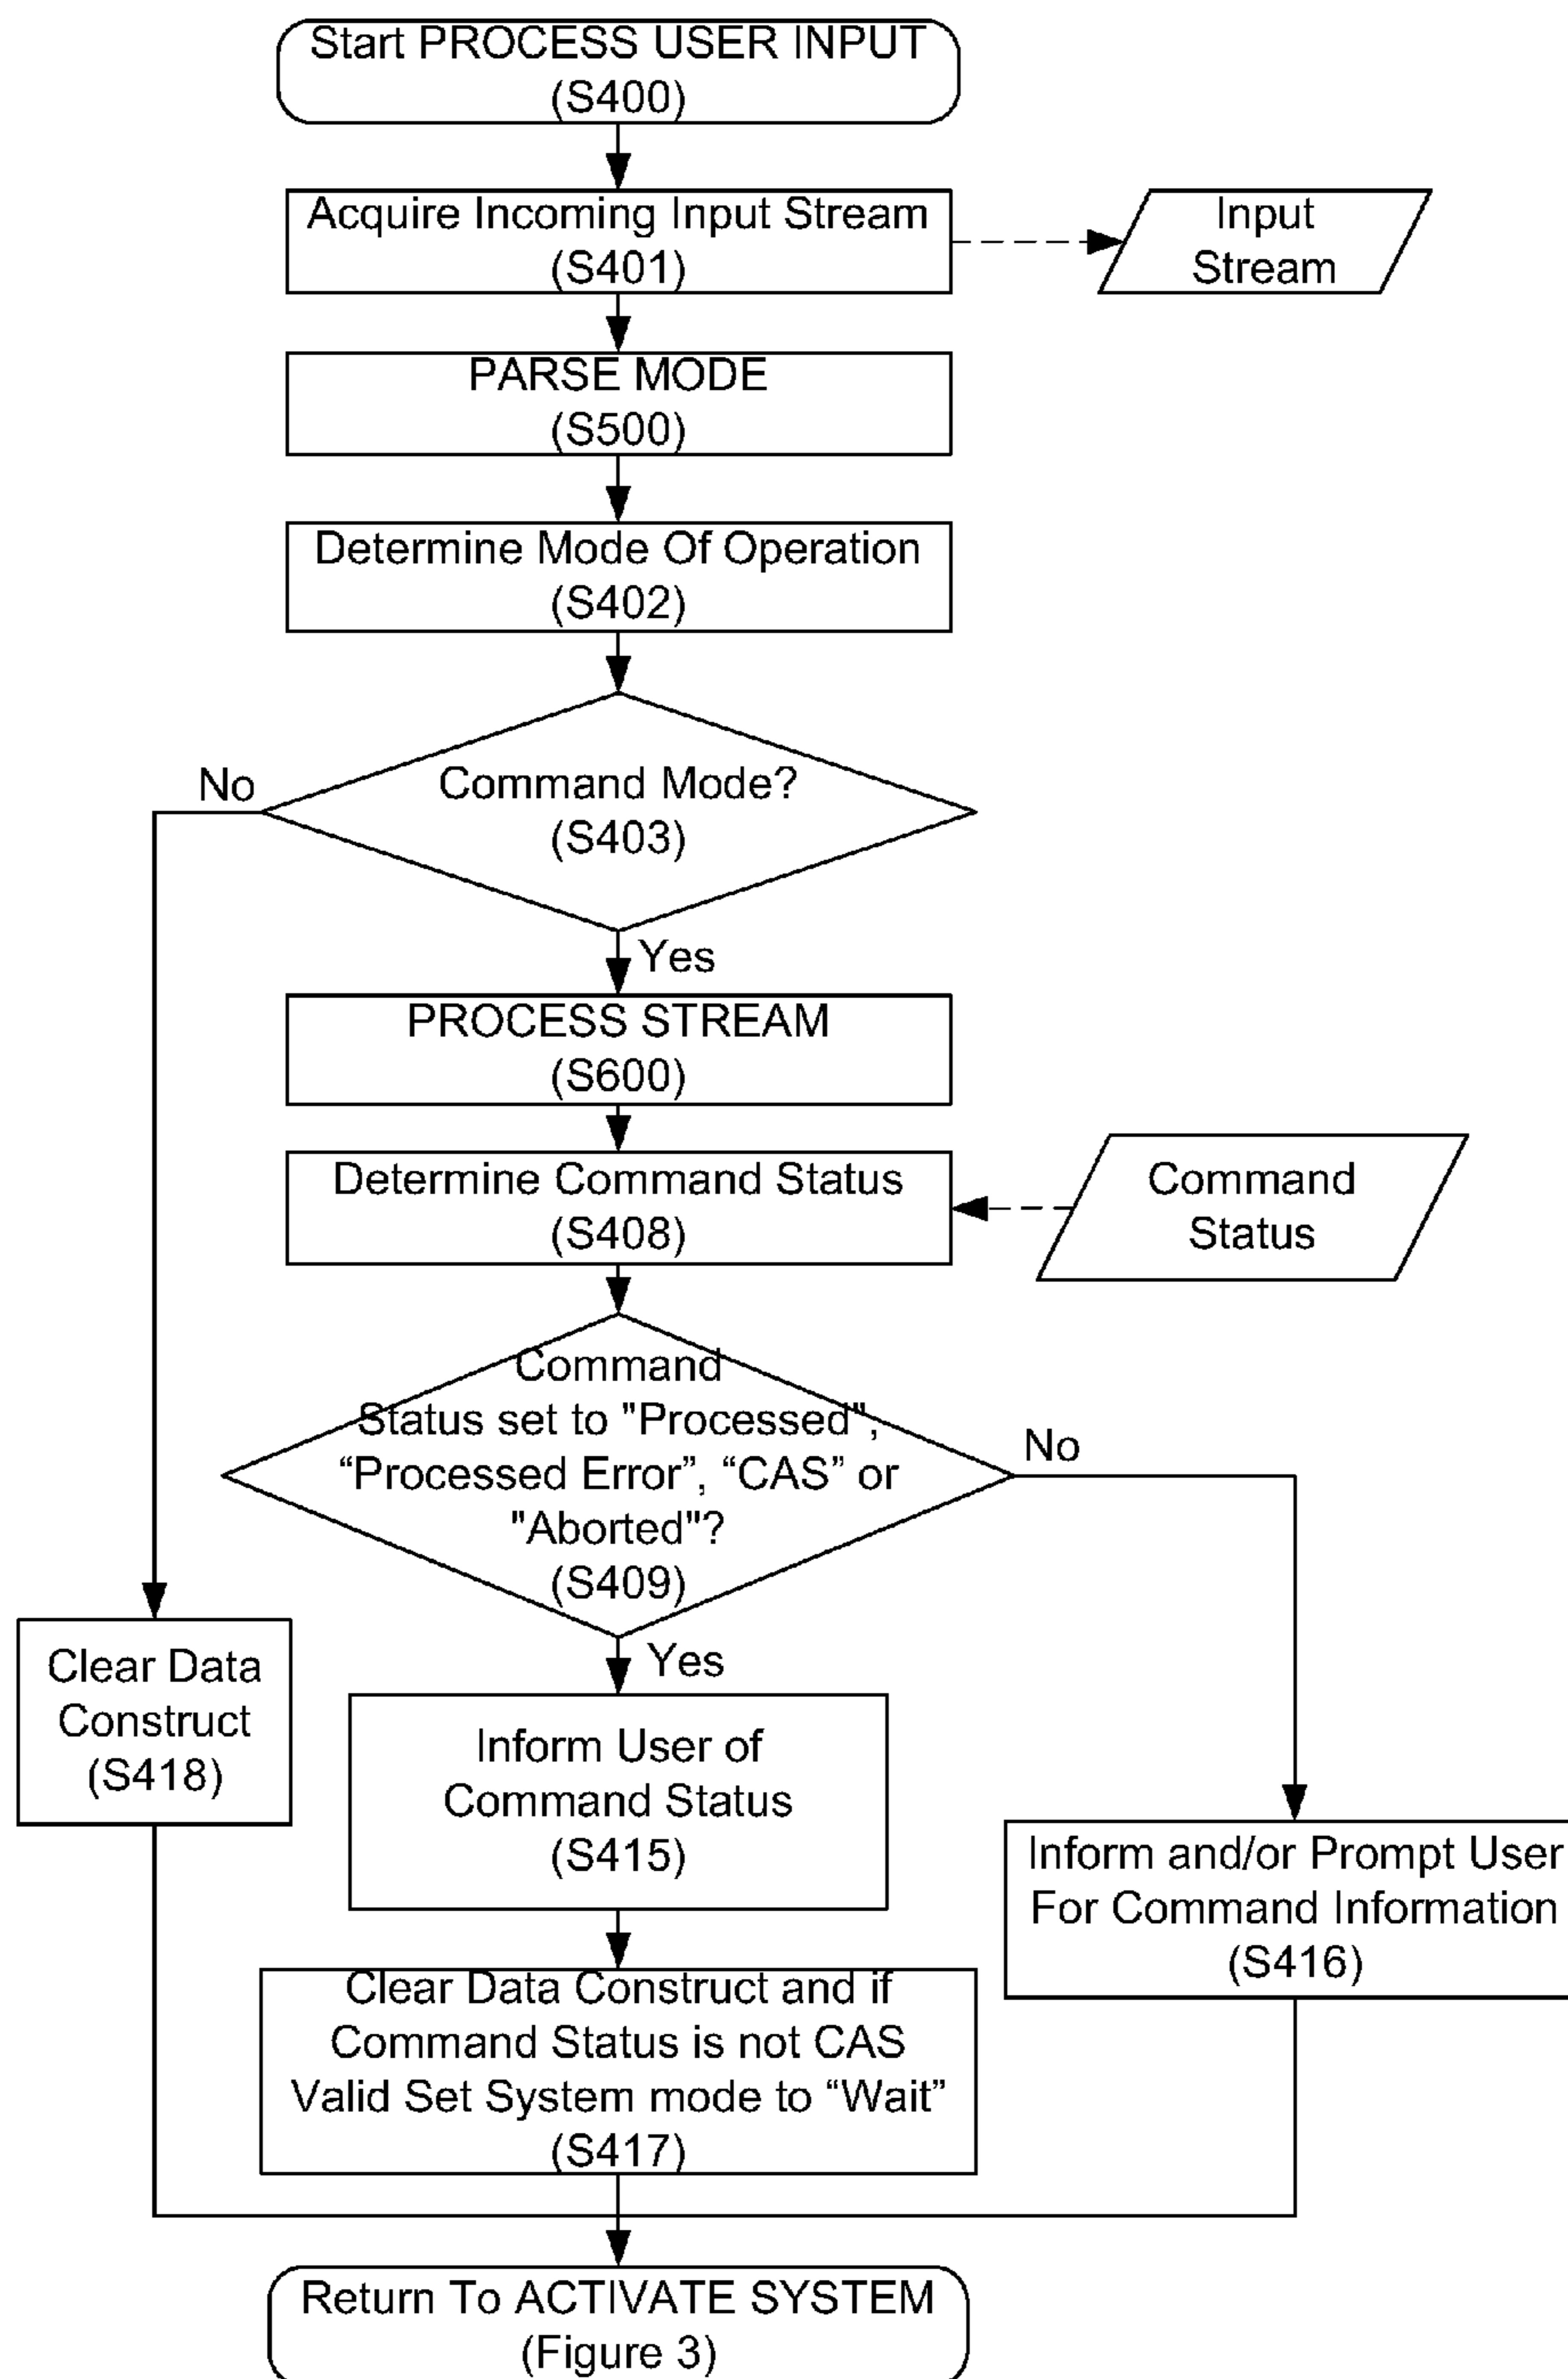 Start PROCESS USER INPUT
(S400)
Acquire Incoming Input Stream
(S401)
Input
Stream
PARSE MODE
(S500)
Determine Mode Of Operation
(S402)
No
Command Mode?
(S403)
Yes
PROCESS STREAM
(S600)
Determine Command Status
(S408)
Command
Status
Command
Status set to "Processed",
“Processed Error”, “CAS” or
"Aborted"?
(S409)
No
Yes
Clear Data
Construct
(S418)
Inform User of
Command Status
(S415)
Inform and/or Prompt User
For Command Information
(S416)
Clear Data Construct and if
Command Status is not CAS
Valid Set System mode to “Wait”
(S417)
Return To ACTIVATE SYSTEM
(Figure 3)